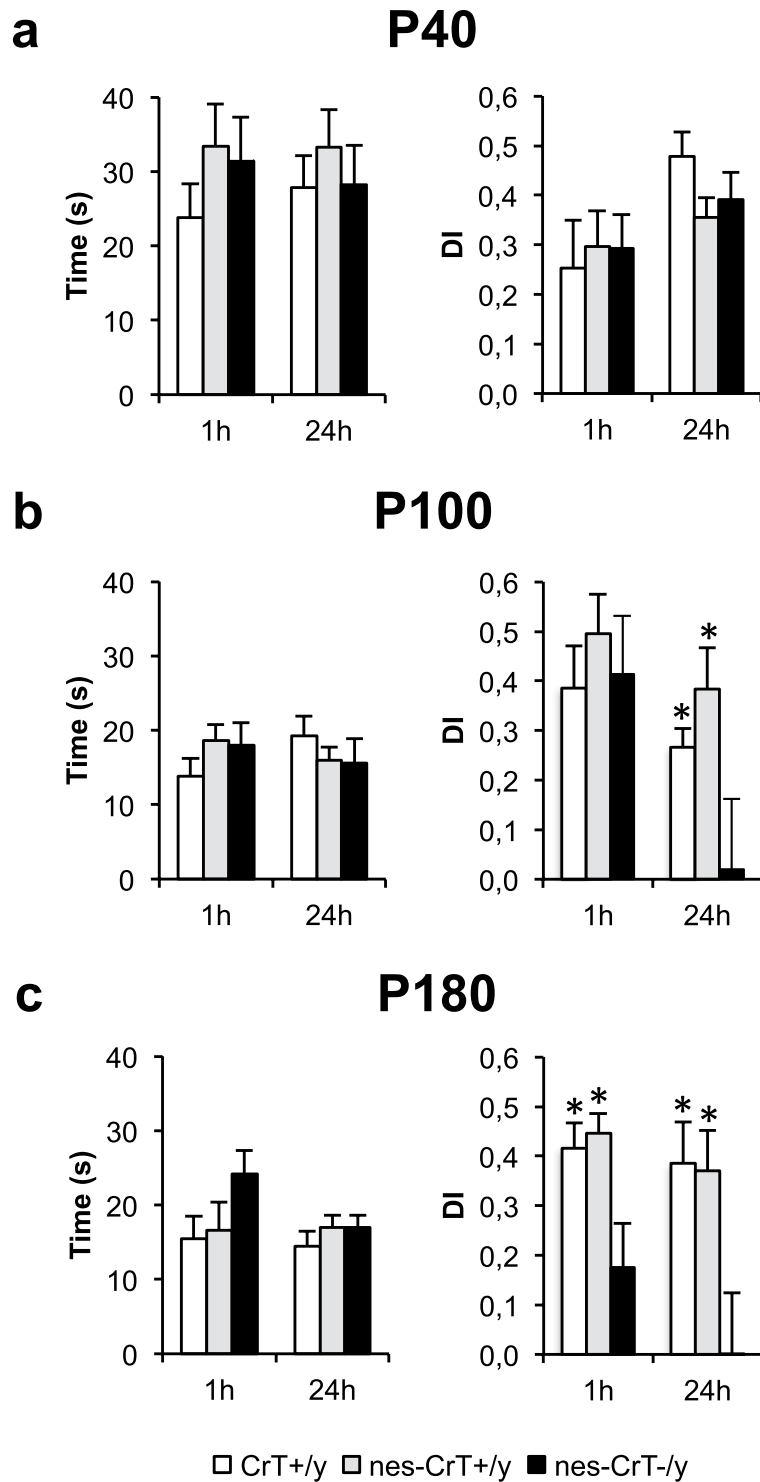 a P40
40
30
20
10
0
Time (s)
1h 24h
0,6
0,5
0,4
0,3
0,2
0,1
0,0
DI
1h 24h
b P100
40
30
20
10
0
Time (s)
1h 24h
0,6
0,5
0,4
0,3
0,2
0,1
0,0
DI
* *
1h 24h
c P180
40
30
20
10
0
Time (s)
1h 24h
0,6
0,5
0,4
0,3
0,2
0,1
0,0
DI
* * * *
1h 24h
CrT+/y nes-CrT+/y nes-CrT-/y